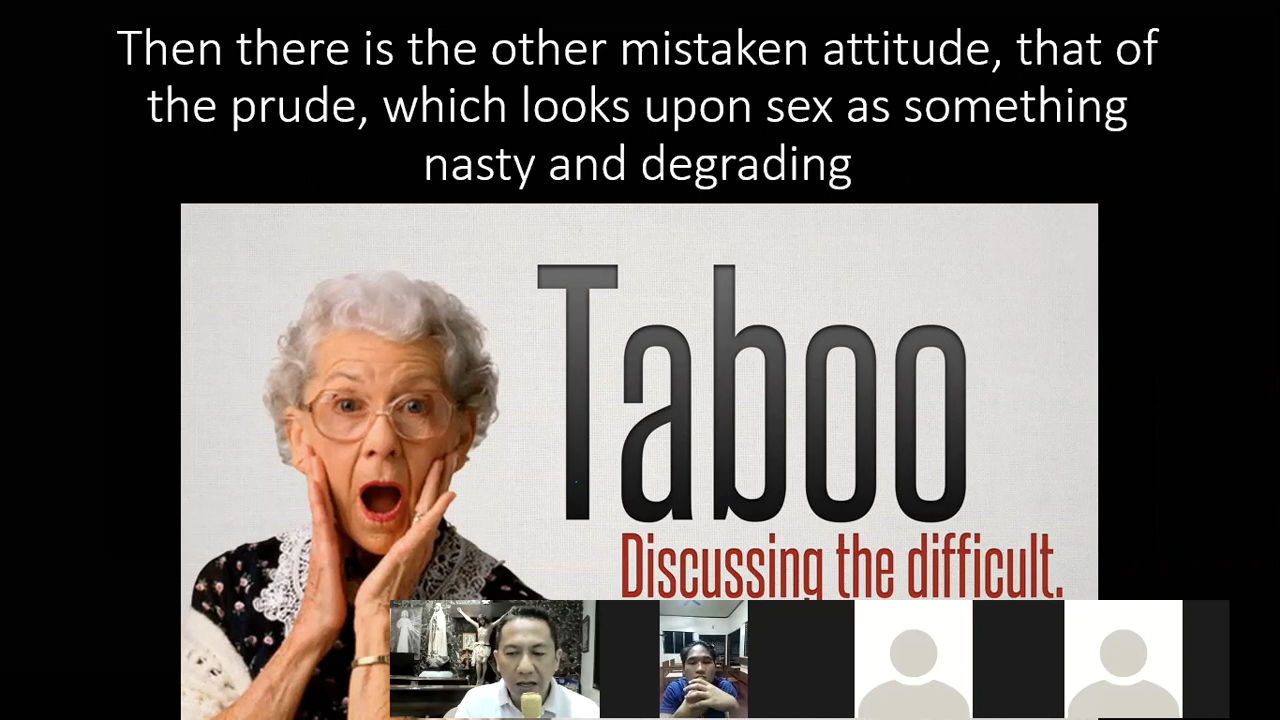 Then there is the other mistaken attitude, that of
the prude, which looks upon sex as something
nasty and degrading
Taboo
Discussing the difficult.